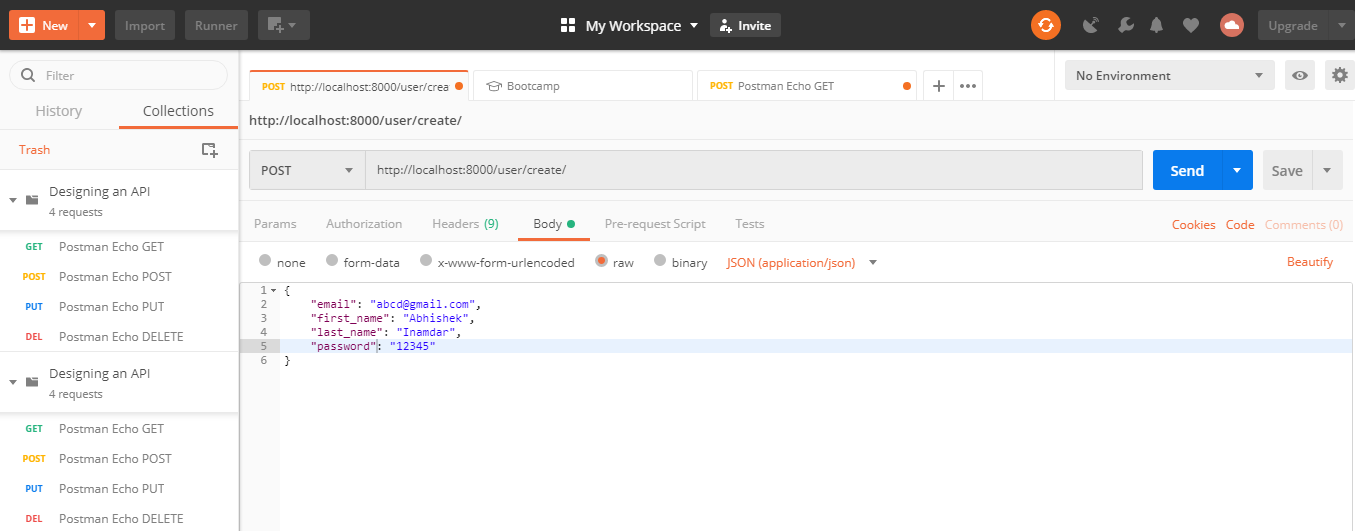 New Import Runner My Workspace Invite Upgrade
Filter
History Collections
Trash
Designing an API
4 requests
GET Postman Echo GET
POST Postman Echo POST
PUT Postman Echo PUT
DEL Postman Echo DELETE
Designing an API
4 requests
GET Postman Echo GET
POST Postman Echo POST
PUT Postman Echo PUT
DEL Postman Echo DELETE
POST http://localhost:8000/user/crea Bootcamp POST Postman Echo GET No Environment
http://localhost:8000/user/create/
POST http://localhost:8000/user/create/ Send Save
Params Authorization Headers (9) Body Pre-request Script Tests Cookies Code Comments (0)
none form-data x-www-form-urlencoded raw binary JSON (application/json) Beautify
1 {
2 "email": "abcd@gmail.com",
3 "first_name": "Abhishek",
4 "last_name": "Inamdar",
5 "password": "12345"
6 }